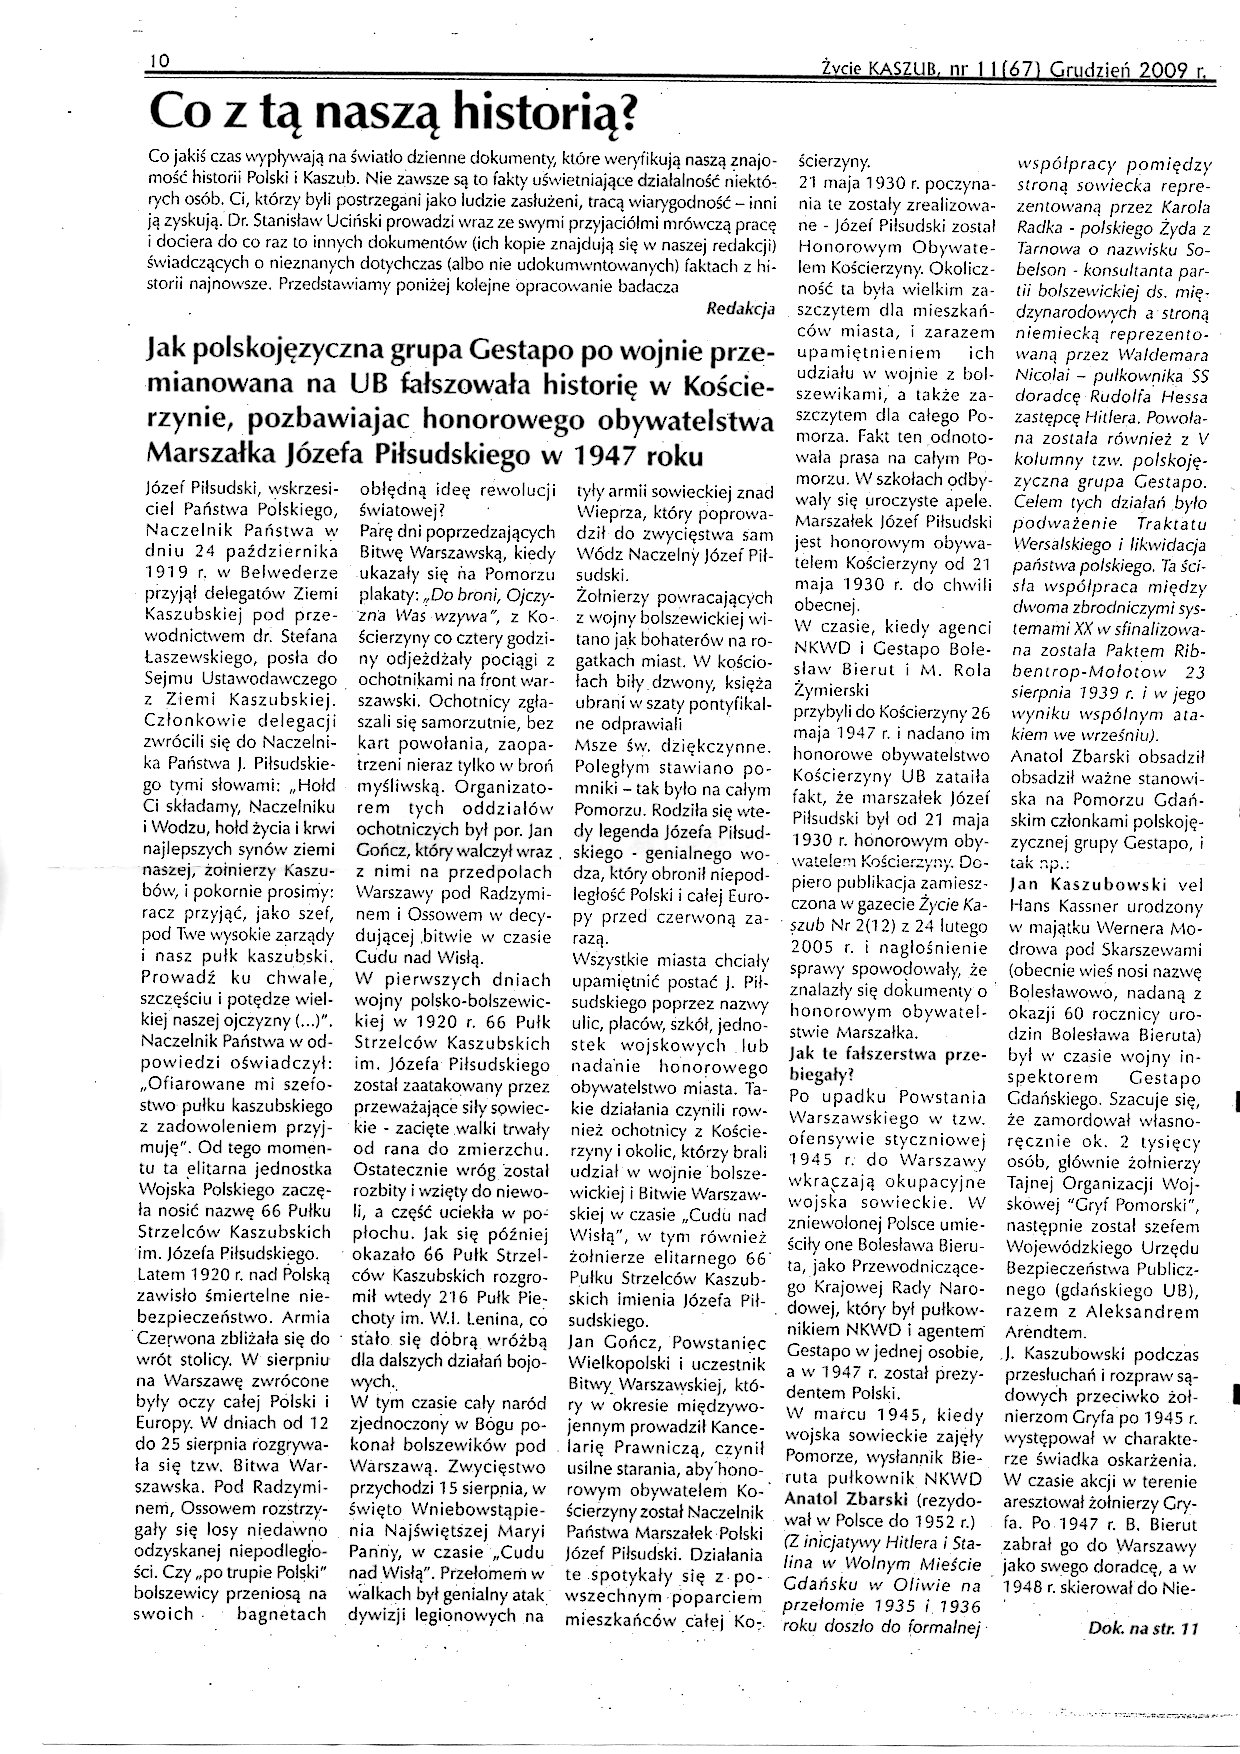 10
Życie KASZUB, nr 11(67) Grudzień 2009 r.
Co z tą naszą historią?
Co jakiś czas wypływają na światło dzienne dokumenty, które weryfikują naszą znajo-
mość historii Polski i Kaszub. Nie zawsze są to fakty uświetniające działalność niektó-
rych osób. Ci, którzy byli postrzegani jako ludzie zasłużeni, tracą wiarygodność – inni
ją zyskują. Dr. Stanisław Uciński prowadzi wraz ze swymi przyjaciółmi mrówczą pracę
i dociera do co raz to innych dokumentów (ich kopie znajdują się w naszej redakcji)
świadczących o nieznanych dotychczas (albo nie udokumwntowanych) faktach z hi-
storii najnowsze. Przedstawiamy poniżej kolejne opracowanie badacza
Redakcja
Jak polskojęzyczna grupa Gestapo po wojnie prze-
mianowana na UB fałszowała historię w Koście-
rzynie, pozbawiajac honorowego obywatelstwa
Marszałka Józefa Piłsudskiego w 1947 roku
Józef Piłsudski, wskrzesi-
ciel Państwa Polskiego,
Naczelnik Państwa w
dniu 24 października
1919 r. w Belwederze
przyjął delegatów Ziemi
Kaszubskiej pod prze-
wodnictwem dr. Stefana
Łaszewskiego, posła do
Sejmu Ustawodawczego
z Ziemi Kaszubskiej.
Członkowie delegacji
zwrócili się do Naczelni-
ka Państwa J. Piłsudskie-
go tymi słowami: „Hołd
Ci składamy, Naczelniku
i Wodzu, hołd życia i krwi
najlepszych synów ziemi
naszej, żołnierzy Kaszu-
bów, i pokornie prosimy:
racz przyjąć, jako szef,
pod Twe wysokie zarządy
i nasz pułk kaszubski.
Prowadź ku chwale,
szczęściu i potędze wiel-
kiej naszej ojczyzny (...)".
Naczelnik Państwa w od-
powiedzi oświadczył:
„Ofiarowane mi szefo-
stwo pułku kaszubskiego
z zadowoleniem przyj-
muję". Od tego momen-
tu ta elitarna jednostka
Wojska Polskiego zaczę-
ła nosić nazwę 66 Pułku
Strzelców Kaszubskich
im. Józefa Piłsudskiego.
Latem 1920 r. nad Polską
zawisło śmiertelne nie-
bezpieczeństwo. Armia
Czerwona zbliżała się do
wrót stolicy. W sierpniu
na Warszawę zwrócone
były oczy całej Polski i
Europy. W dniach od 12
do 25 sierpnia rozgrywa-
ła się tzw. Bitwa War-
szawska. Pod Radzymi-
nem, Ossowem rozstrzy-
gały się losy niedawno
odzyskanej niepodległo-
ści. Czy „po trupie Polski"
bolszewicy przeniosą na
swoich bagnetach
obłędną ideę rewolucji
światowej?
Parę dni poprzedzających
Bitwę Warszawską, kiedy
ukazały się na Pomorzu
plakaty: „Do broni, Ojczy-
zna Was wzywa", z Ko-
ścierzyny co cztery godzi-
ny odjeżdżały pociągi z
ochotnikami na front war-
szawski. Ochotnicy zgła-
szali się samorzutnie, bez
kart powołania, zaopa-
trzeni nieraz tylko w broń
myśliwską. Organizato-
rem tych oddziałów
ochotniczych był por. Jan
Gończ, który walczył wraz
z nimi na przedpolach
Warszawy pod Radzymi-
nem i Ossowem w decy-
dującej bitwie w czasie
Cudu nad Wisłą.
W pierwszych dniach
wojny polsko-bolszewic-
kiej w 1920 r. 66 Pułk
Strzelców Kaszubskich
im. Józefa Piłsudskiego
został zaatakowany przez
przeważające siły sowiec-
kie - zacięte walki trwały
od rana do zmierzchu.
Ostatecznie wróg został
rozbity i wzięty do niewo-
li, a część uciekła w po-
płochu. Jak się później
okazało 66 Pułk Strzel-
ców Kaszubskich rozgro-
mił wtedy 216 Pułk Pie-
choty im. W.I. Lenina, co
stało się dobrą wróżbą
dla dalszych działań bojo-
wych.
W tym czasie cały naród
zjednoczony w Bogu po-
konał bolszewików pod
Warszawą. Zwycięstwo
przychodzi 15 sierpnia, w
święto Wniebowstąpie-
nia Najświętszej Maryi
Panny, w czasie „Cudu
nad Wisłą". Przełomem w
walkach był genialny atak
dywizji legionowych na
tyły armii sowieckiej znad
Wieprza, który poprowa-
dził do zwycięstwa sam
Wódz Naczelny Józef Pił-
sudski.
Żołnierzy powracających
z wojny bolszewickiej wi-
tano jak bohaterów na ro-
gatkach miast. W kościo-
łach biły dzwony, księża
ubrani w szaty pontyfikal-
ne odprawiali
Msze św. dziękczynne.
Poległym stawiano po-
mniki – tak było na całym
Pomorzu. Rodziła się wte-
dy legenda Józefa Piłsud-
skiego - genialnego wo-
dza, który obronił niepod-
ległość Polski i całej Euro-
py przed czerwoną za-
razą.
Wszystkie miasta chciały
upamiętnić postać J. Pił-
sudskiego poprzez nazwy
ulic, placów, szkół, jedno-
stek wojskowych lub
nadanie honorowego
obywatelstwo miasta. Ta-
kie działania czynili row-
nież ochotnicy z Koście-
rzyny i okolic, którzy brali
udział w wojnie bolsze-
wickiej i Bitwie Warszaw-
skiej w czasie „Cudu nad
Wisłą", w tym również
żołnierze elitarnego 66
Pułku Strzelców Kaszub-
skich imienia Józefa Pił-
sudskiego.
Jan Gończ, Powstaniec
Wielkopolski i uczestnik
Bitwy Warszawskiej, któ-
ry w okresie międzywo-
jennym prowadził Kance-
larię Prawniczą, czynił
usilne starania, aby hono-
rowym obywatelem Ko-
ścierzyny został Naczelnik
Państwa Marszałek Polski
Józef Piłsudski. Działania
te spotykały się z po-
wszechnym poparciem
mieszkańców całej Ko-
ścierzyny.
21 maja 1930 r. poczyna-
nia te zostały zrealizowa-
ne - Józef Piłsudski został
Honorowym Obywate-
lem Kościerzyny. Okolicz-
ność ta była wielkim za-
szczytem dla mieszkań-
ców miasta, i zarazem
upamiętnieniem ich
udziału w wojnie z bol-
szewikami, a także za-
szczytem dla całego Po-
morza. Fakt ten odnoto-
wała prasa na całym Po-
morzu. W szkołach odby-
wały się uroczyste apele.
Marszałek Józef Piłsudski
jest honorowym obywa-
telem Kościerzyny od 21
maja 1930 r. do chwili
obecnej.
W czasie, kiedy agenci
NKWD i Gestapo Bole-
sław Bierut i M. Rola
Żymierski
przybyli do Kościerzyny 26
maja 1947 r. i nadano im
honorowe obywatelstwo
Kościerzyny UB zataiła
fakt, że marszałek Józef
Piłsudski był od 21 maja
1930 r. honorowym oby-
watelem Kościerzyny. Do-
piero publikacja zamiesz-
czona w gazecie Życie Ka-
szub Nr 2(12) z 24 lutego
2005 r. i nagłośnienie
sprawy spowodowały, że
znalazły się dokumenty o
honorowym obywatel-
stwie Marszałka.
Jak te fałszerstwa prze-
biegały?
Po upadku Powstania
Warszawskiego w tzw.
ofensywie styczniowej
1945 r. do Warszawy
wkraczają okupacyjne
wojska sowieckie. W
zniewolonej Polsce umie-
ściły one Bolesława Bieru-
ta, jako Przewodniczące-
go Krajowej Rady Naro-
dowej, który był pułkow-
nikiem NKWD i agentem
Gestapo w jednej osobie,
a w 1947 r. został prezy-
dentem Polski.
W marcu 1945, kiedy
wojska sowieckie zajęły
Pomorze, wysłannik Bie-
ruta pułkownik NKWD
Anatol Zbarski (rezydo-
wał w Polsce do 1952 r.)
(Z inicjatywy Hitlera i Sta-
lina w Wolnym Mieście
Gdańsku w Oliwie na
przełomie 1935 i 1936
roku doszło do formalnej
współpracy pomiędzy
stroną sowiecka repre-
zentowaną przez Karola
Radka - polskiego Żyda z
Tarnowa o nazwisku So-
belson - konsultanta par-
tii bolszewickiej ds. mię-
dzynarodowych a stroną
niemiecką reprezento-
waną przez Waldemara
Nicolai – pułkownika SS
doradcę Rudolfa Hessa
zastępcę Hitlera. Powoła-
na została również z V
kolumny tzw. polskoję-
zyczna grupa Gestapo.
Celem tych działań było
podważenie Traktatu
Wersalskiego i likwidacja
państwa polskiego. Ta ści-
sła współpraca między
dwoma zbrodniczymi sys-
temami XX w sfinalizowa-
na została Paktem Rib-
bentrop-Mołotow 23
sierpnia 1939 r. i w jego
wyniku wspólnym ata-
kiem we wrześniu).
Anatol Zbarski obsadził
obsadził ważne stanowi-
ska na Pomorzu Gdań-
skim członkami polskoję-
zycznej grupy Gestapo, i
tak np.:
Jan Kaszubowski vel
Hans Kassner urodzony
w majątku Wernera Mo-
drowa pod Skarszewami
(obecnie wieś nosi nazwę
Bolesławowo, nadaną z
okazji 60 rocznicy uro-
dzin Bolesława Bieruta)
był w czasie wojny in-
spektorem Gestapo
Gdańskiego. Szacuje się,
że zamordował własno-
ręcznie ok. 2 tysięcy
osób, głównie żołnierzy
Tajnej Organizacji Woj-
skowej "Gryf Pomorski",
następnie został szefem
Wojewódzkiego Urzędu
Bezpieczeństwa Publicz-
nego (gdańskiego UB),
razem z Aleksandrem
Arendtem.
J. Kaszubowski podczas
przesłuchań i rozpraw są-
dowych przeciwko żoł-
nierzom Gryfa po 1945 r.
występował w charakte-
rze świadka oskarżenia.
W czasie akcji w terenie
aresztował żołnierzy Gry-
fa. Po 1947 r. B. Bierut
zabrał go do Warszawy
jako swego doradcę, a w
1948 r. skierował do Nie-
Dok. na str. 11